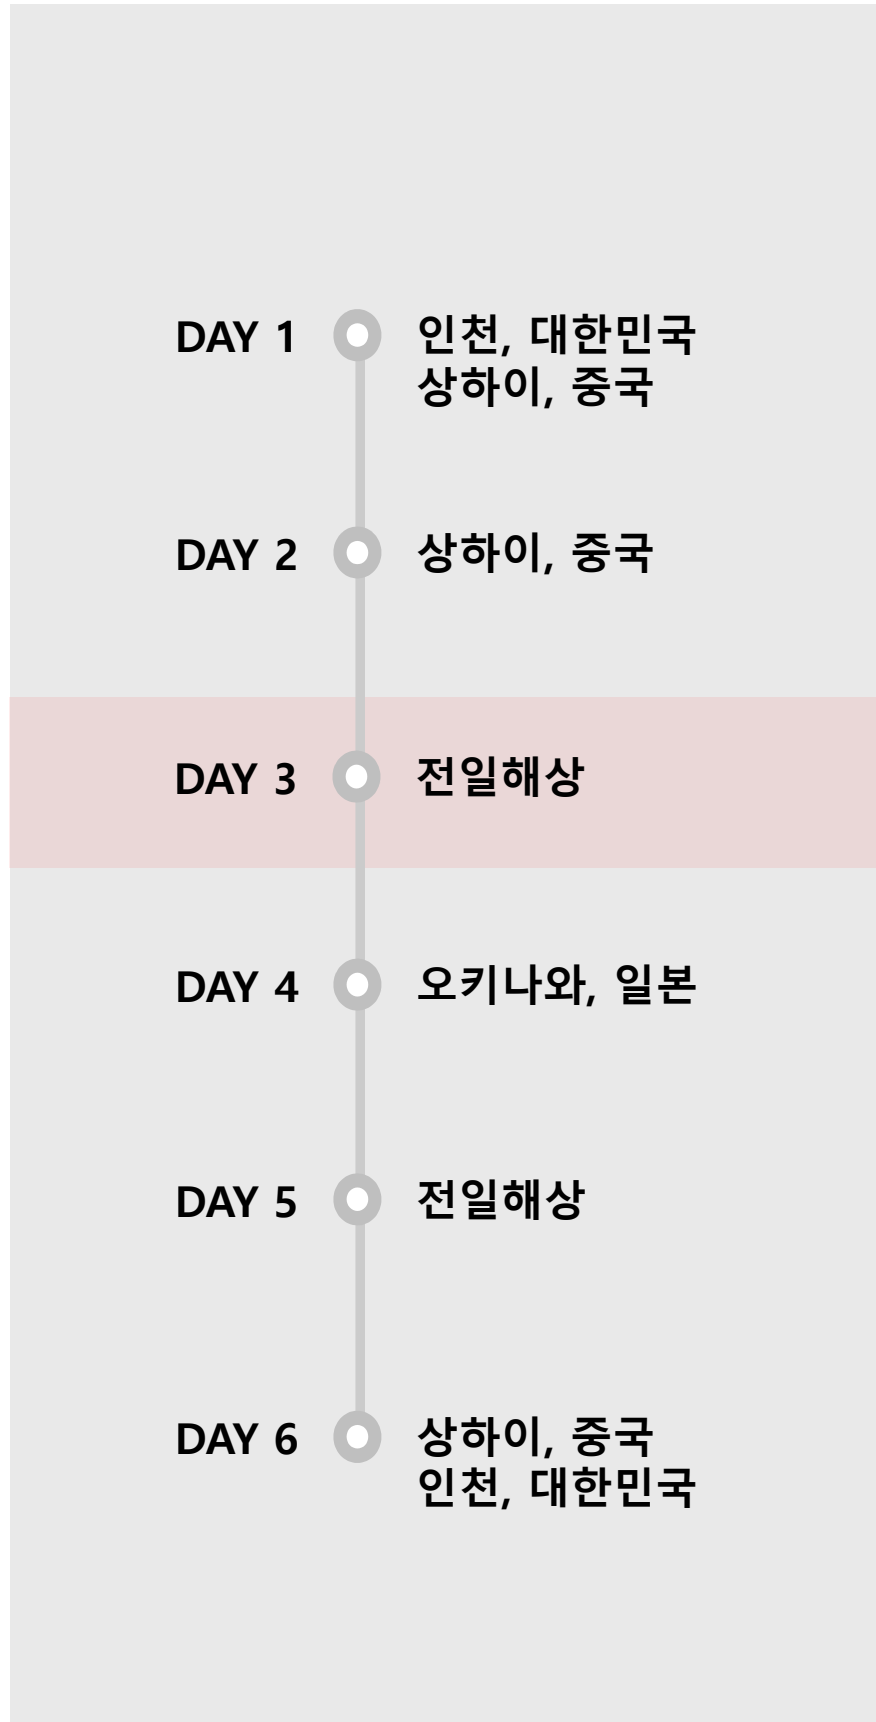 DAY 1 인천, 대한민국
상하이, 중국
DAY 2 상하이, 중국
DAY 3 전일해상
DAY 4 오키나와, 일본
DAY 5 전일해상
DAY 6 상하이, 중국
인천, 대한민국